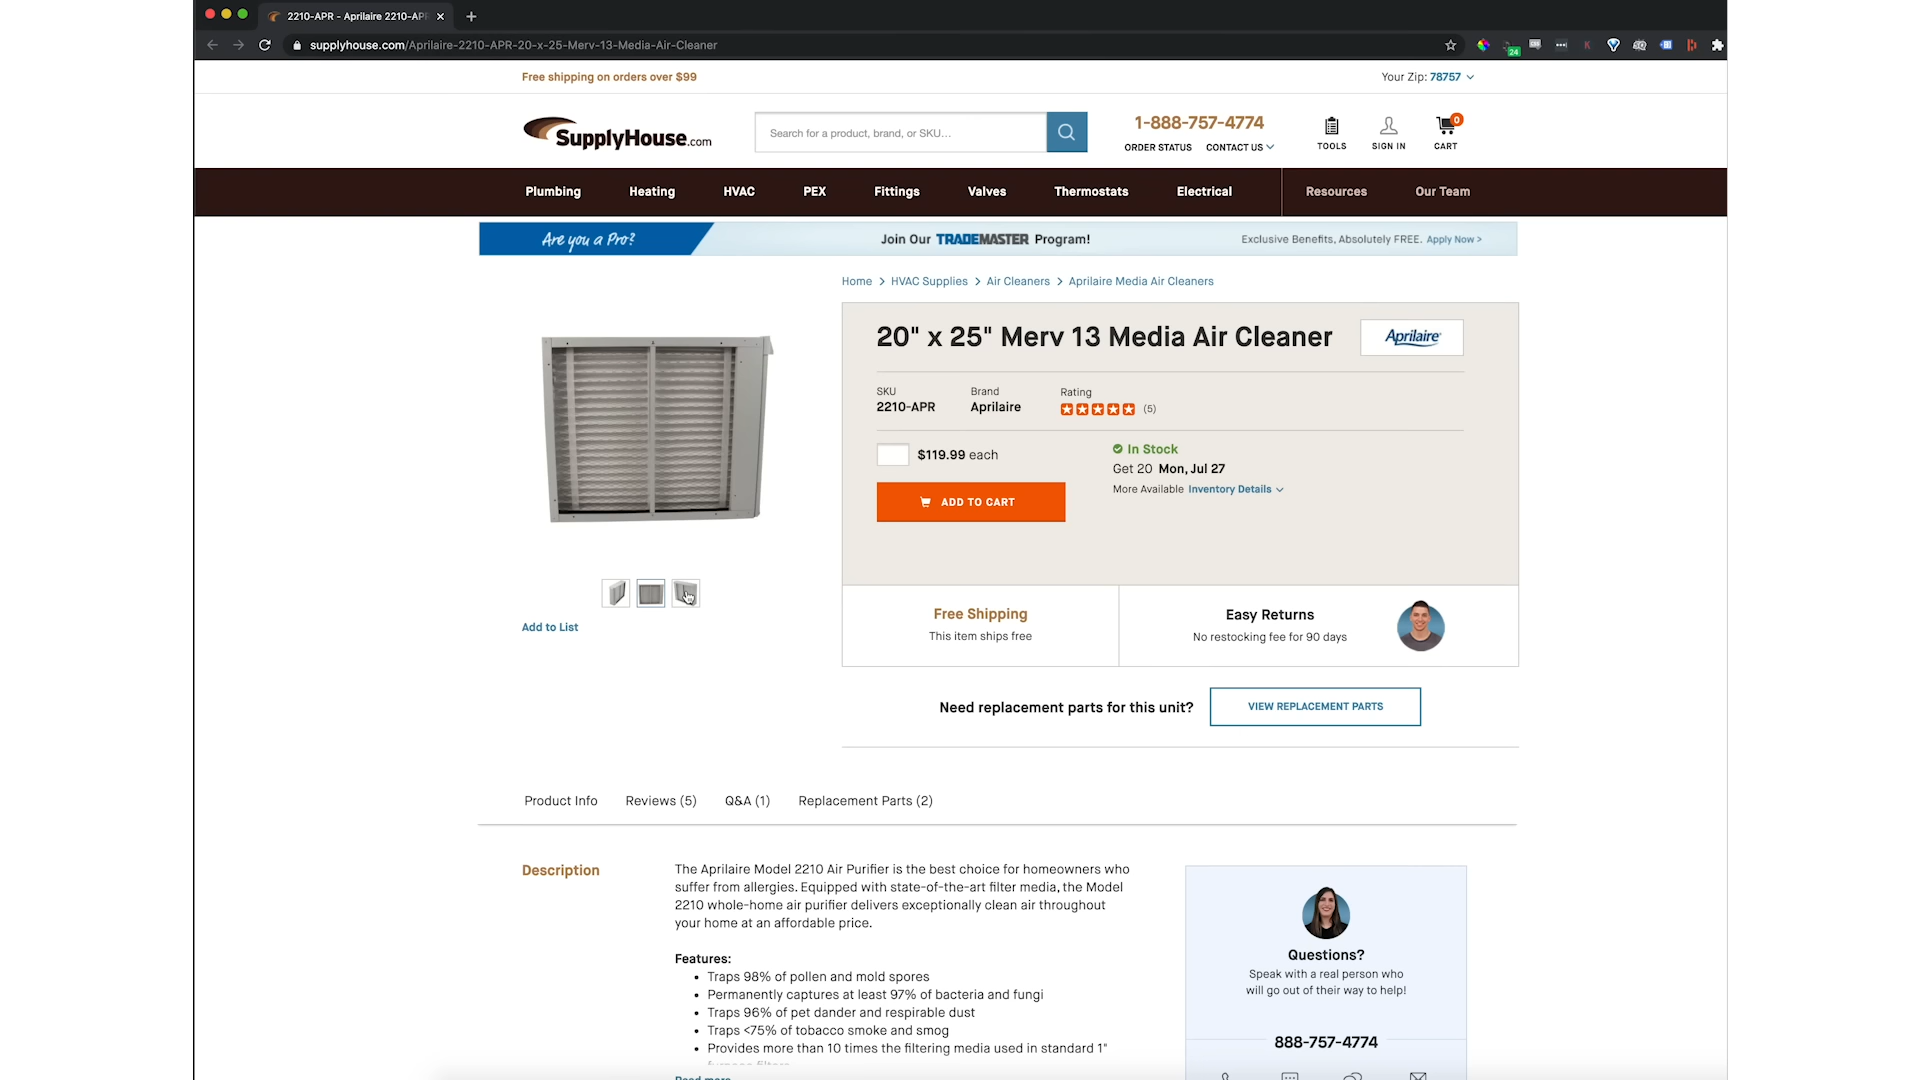 2210-APR - Aprilaire 2210-AP
supplyhouse.com/Aprilaire-2210-APR-20-x-25-Merv-13-Media-Air-Cleaner
24
Free shipping on orders over $99
Your Zip: 78757
SupplyHouse.com
Search for a product, brand, or SKU...
1-888-757-4774
ORDER STATUS CONTACT US
TOOLS
SIGN IN
0
CART
Plumbing Heating HVAC PEX Fittings Valves Thermostats Electrical Resources Our Team
Are you a Pro?
Join Our TRADEMASTER Program!
Exclusive Benefits, Absolutely FREE. Apply Now >
Home > HVAC Supplies > Air Cleaners > Aprilaire Media Air Cleaners
20" x 25" Merv 13 Media Air Cleaner
Aprilaire
SKU
2210-APR
Brand
Aprilaire
Rating
(5)
$119.99 each
ADD TO CART
In Stock
Get 20 Mon, Jul 27
More Available Inventory Details
Add to List
Free Shipping
This item ships free
Easy Returns
No restocking fee for 90 days
Need replacement parts for this unit?
VIEW REPLACEMENT PARTS
Product Info Reviews (5) Q&A (1) Replacement Parts (2)
Description
The Aprilaire Model 2210 Air Purifier is the best choice for homeowners who
suffer from allergies. Equipped with state-of-the-art filter media, the Model
2210 whole-home air purifier delivers exceptionally clean air throughout
your home at an affordable price.
Features:
• Traps 98% of pollen and mold spores
• Permanently captures at least 97% of bacteria and fungi
• Traps 96% of pet dander and respirable dust
• Traps <75% of tobacco smoke and smog
• Provides more than 10 times the filtering media used in standard 1"
furnace filters
Read more
Questions?
Speak with a real person who
will go out of their way to help!
888-757-4774